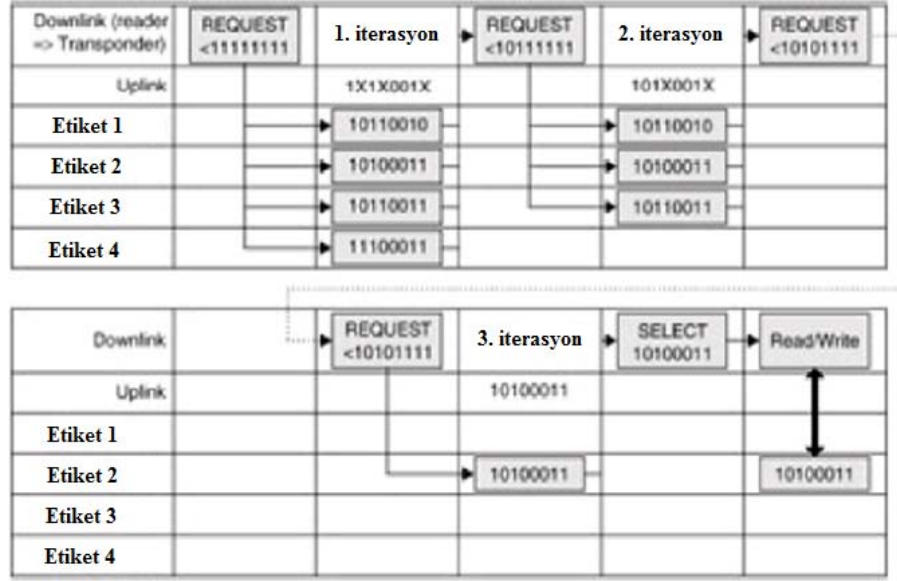 Downlink (reader
=> Transponder)
REQUEST
<11111111
1. iterasyon
REQUEST
<10111111
2. iterasyon
REQUEST
<10101111
Uplink
1X1X001X
101X001X
Etiket 1
10110010
10110010
Etiket 2
10100011
10100011
Etiket 3
10110011
10110011
Etiket 4
11100011
Downlink
REQUEST
<10101111
3. iterasyon
SELECT
10100011
Read/Write
Uplink
10100011
Etiket 1
Etiket 2
10100011
10100011
Etiket 3
Etiket 4